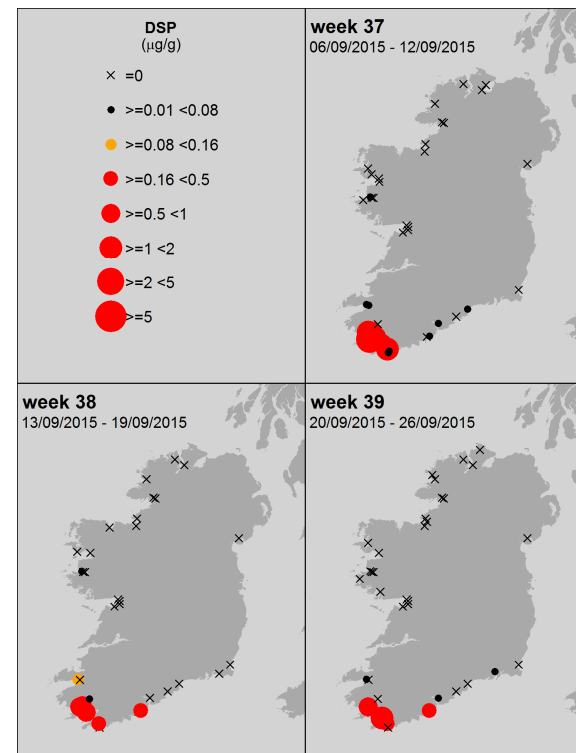 DSP
(μg/g)
=0
>=0.01 <0.08
>=0.08 <0.16
>=0.16 <0.5
>=0.5 <1
>=1 <2
>=2 <5
>=5
week 37
06/09/2015 - 12/09/2015
week 38
13/09/2015 - 19/09/2015
week 39
20/09/2015 - 26/09/2015